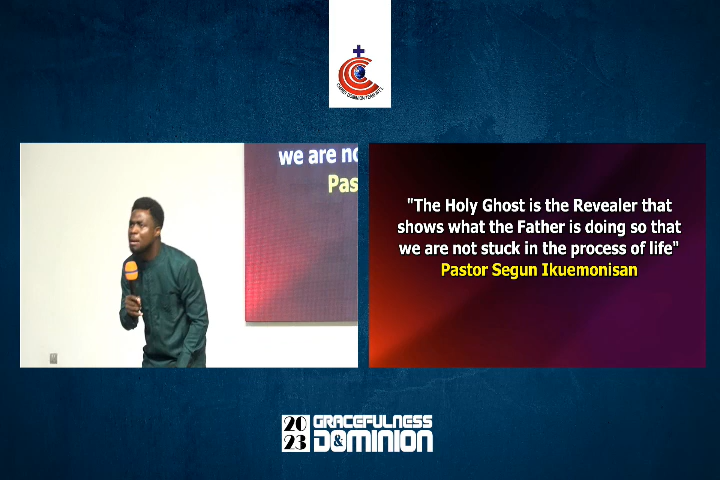 we are no
Pas
"The Holy Ghost is the Revealer that
shows what the Father is doing so that
we are not stuck in the process of life"
Pastor Segun Ikuemonisan
20
23
GRACEFULNESS
& DOMINION